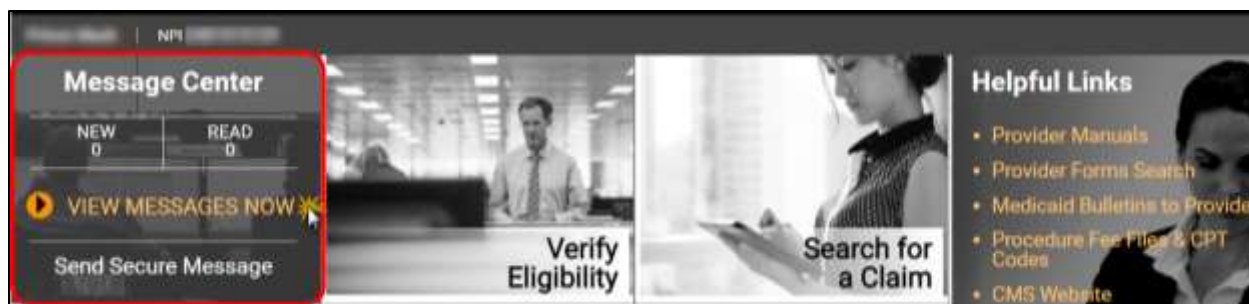 NPI
Message Center
NEW READ
0 0
VIEW MESSAGES NOW
Send Secure Message
Verify
Eligibility
Search for
a Claim
Helpful Links
• Provider Manuals
• Provider Forms Search
• Medicaid Bulletins to Provide
• Procedure Fee Files & CPT
Codes
• CMS Website